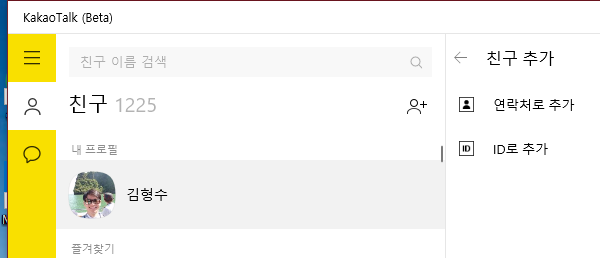 KakaoTalk (Beta)
친구 이름 검색
친구 1225
내 프로필
김형수
즐겨찾기
친구 추가
연락처로 추가
ID로 추가